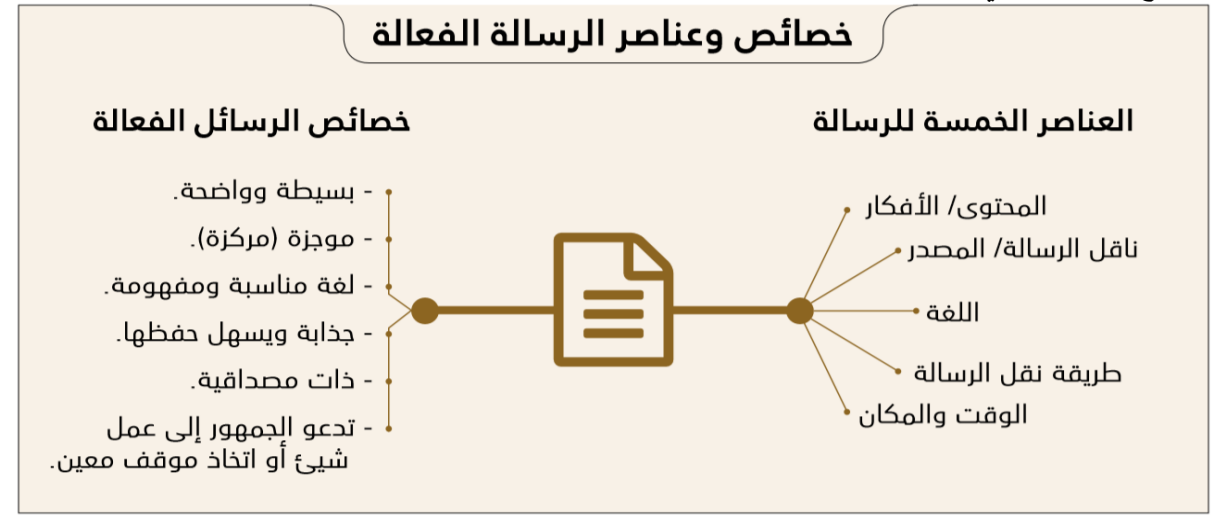 خصائص وعناصر الرسالة الفعالة
العناصر الخمسة للرسالة
المحتوى/ الأفكار
ناقل الرسالة/ المصدر
اللغة
طريقة نقل الرسالة
الوقت والمكان
خصائص الرسائل الفعالة
- بسيطة وواضحة.
- موجزة (مركزة).
- لغة مناسبة ومفهومة.
- جذابة ويسهل حفظها.
- ذات مصداقية.
- تدعو الجمهور إلى عمل
شيئ أو اتخاذ موقف معين.